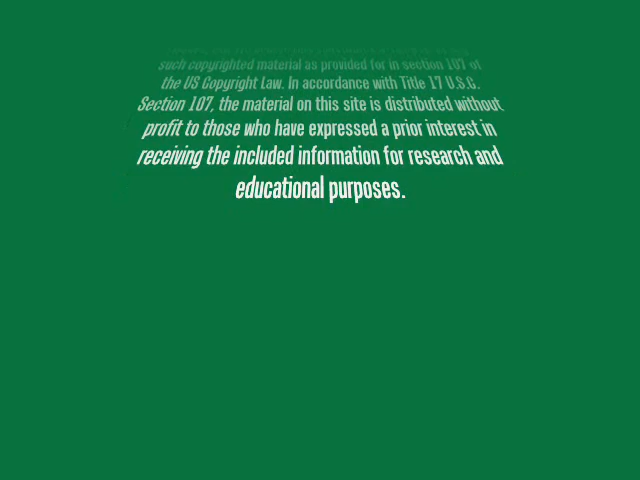 such copyrighted material as provided for in section 107 of
the US Copyright Law. In accordance with Title 17 U.S.C.
Section 107, the material on this site is distributed without
profit to those who have expressed a prior interest in
receiving the included information for research and
educational purposes.